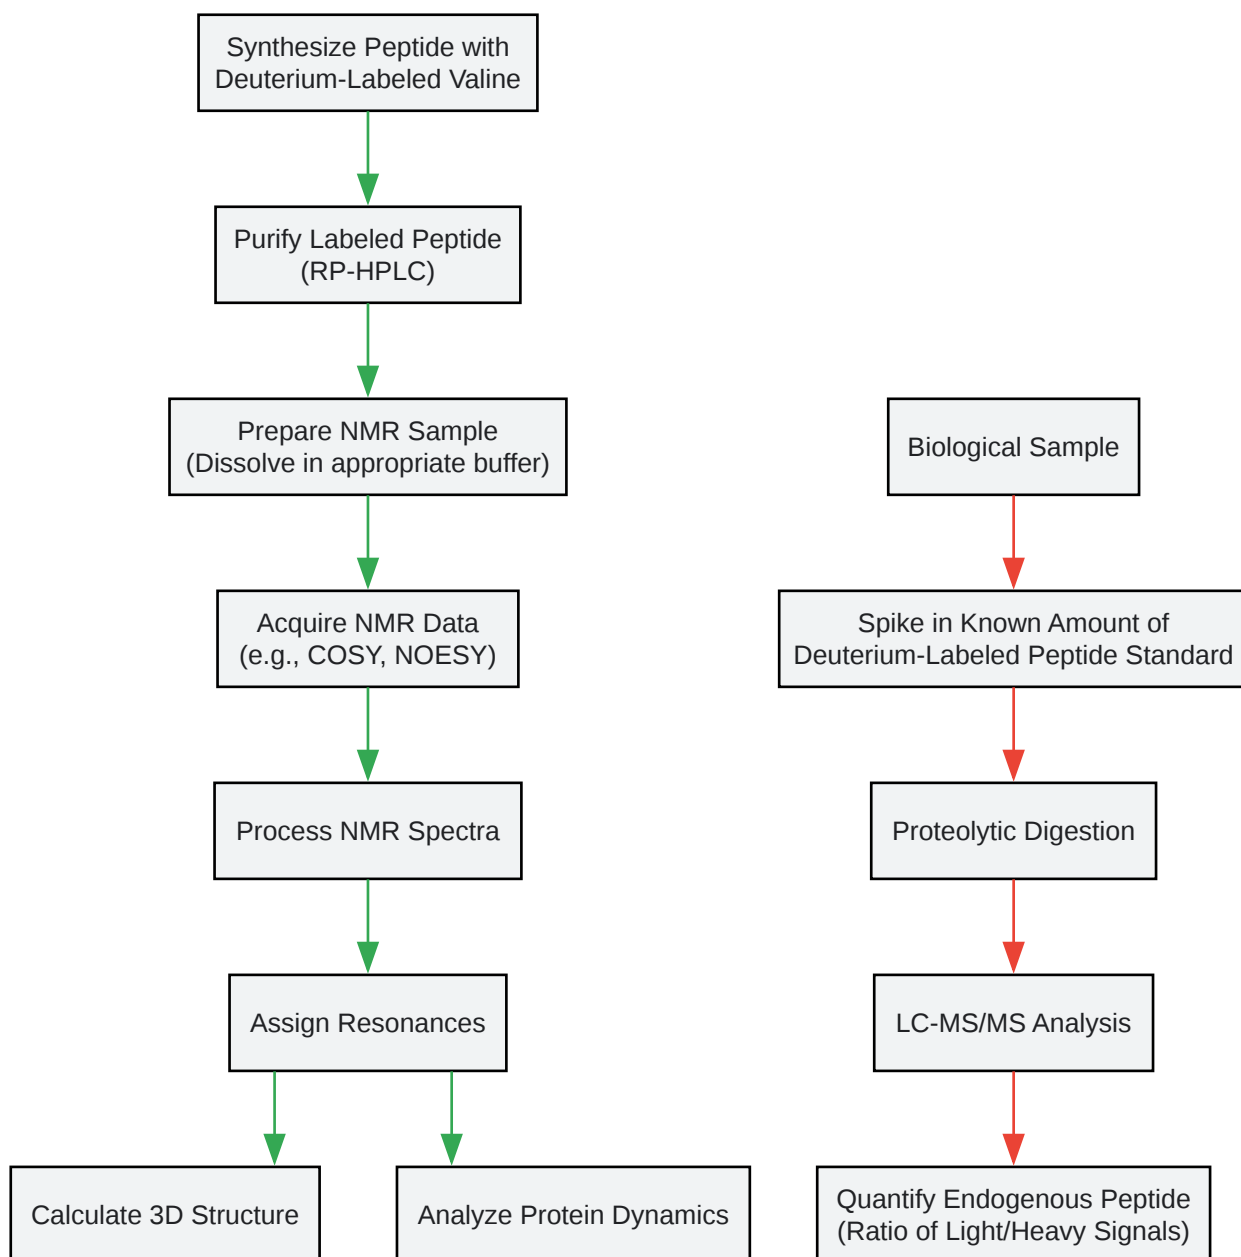 Synthesize Peptide with
Deuterium-Labeled Valine
Purify Labeled Peptide
(RP-HPLC)
Prepare NMR Sample
(Dissolve in appropriate buffer)
Acquire NMR Data
(e.g., COSY, NOESY)
Process NMR Spectra
Assign Resonances
Calculate 3D Structure
Analyze Protein Dynamics
Biological Sample
Spike in Known Amount of
Deuterium-Labeled Peptide Standard
Proteolytic Digestion
LC-MS/MS Analysis
Quantify Endogenous Peptide
(Ratio of Light/Heavy Signals)